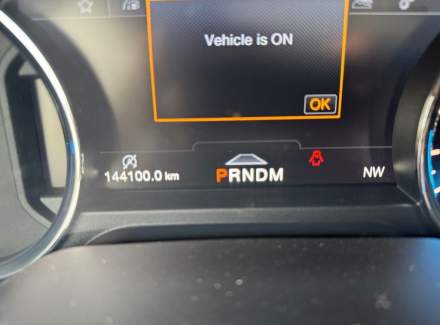 Vehicle is ON
OK
144100.0 km PRNDM NW